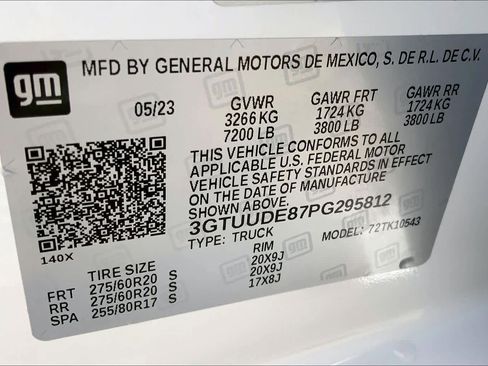 gm MFD BY GENERAL MOTORS DE MEXICO, S. DE R.L. DE C.V.
05/23 GVWR GAWR FRT GAWR RR
3266 KG 1724 KG 1724 KG
7200 LB 3800 LB 3800 LB
THIS VEHICLE CONFORMS TO ALL
APPLICABLE U.S. FEDERAL MOTOR
VEHICLE SAFETY STANDARDS IN EFFECT
ON THE DATE OF MANUFACTURE
SHOWN ABOVE.
3GTUUDE87PG295812
TYPE: TRUCK MODEL: 72TK10543
140X
TIRE SIZE RIM
FRT 275/60R20 S 20X9J
RR 275/60R20 S 20X9J
SPA 255/80R17 S 17X8J